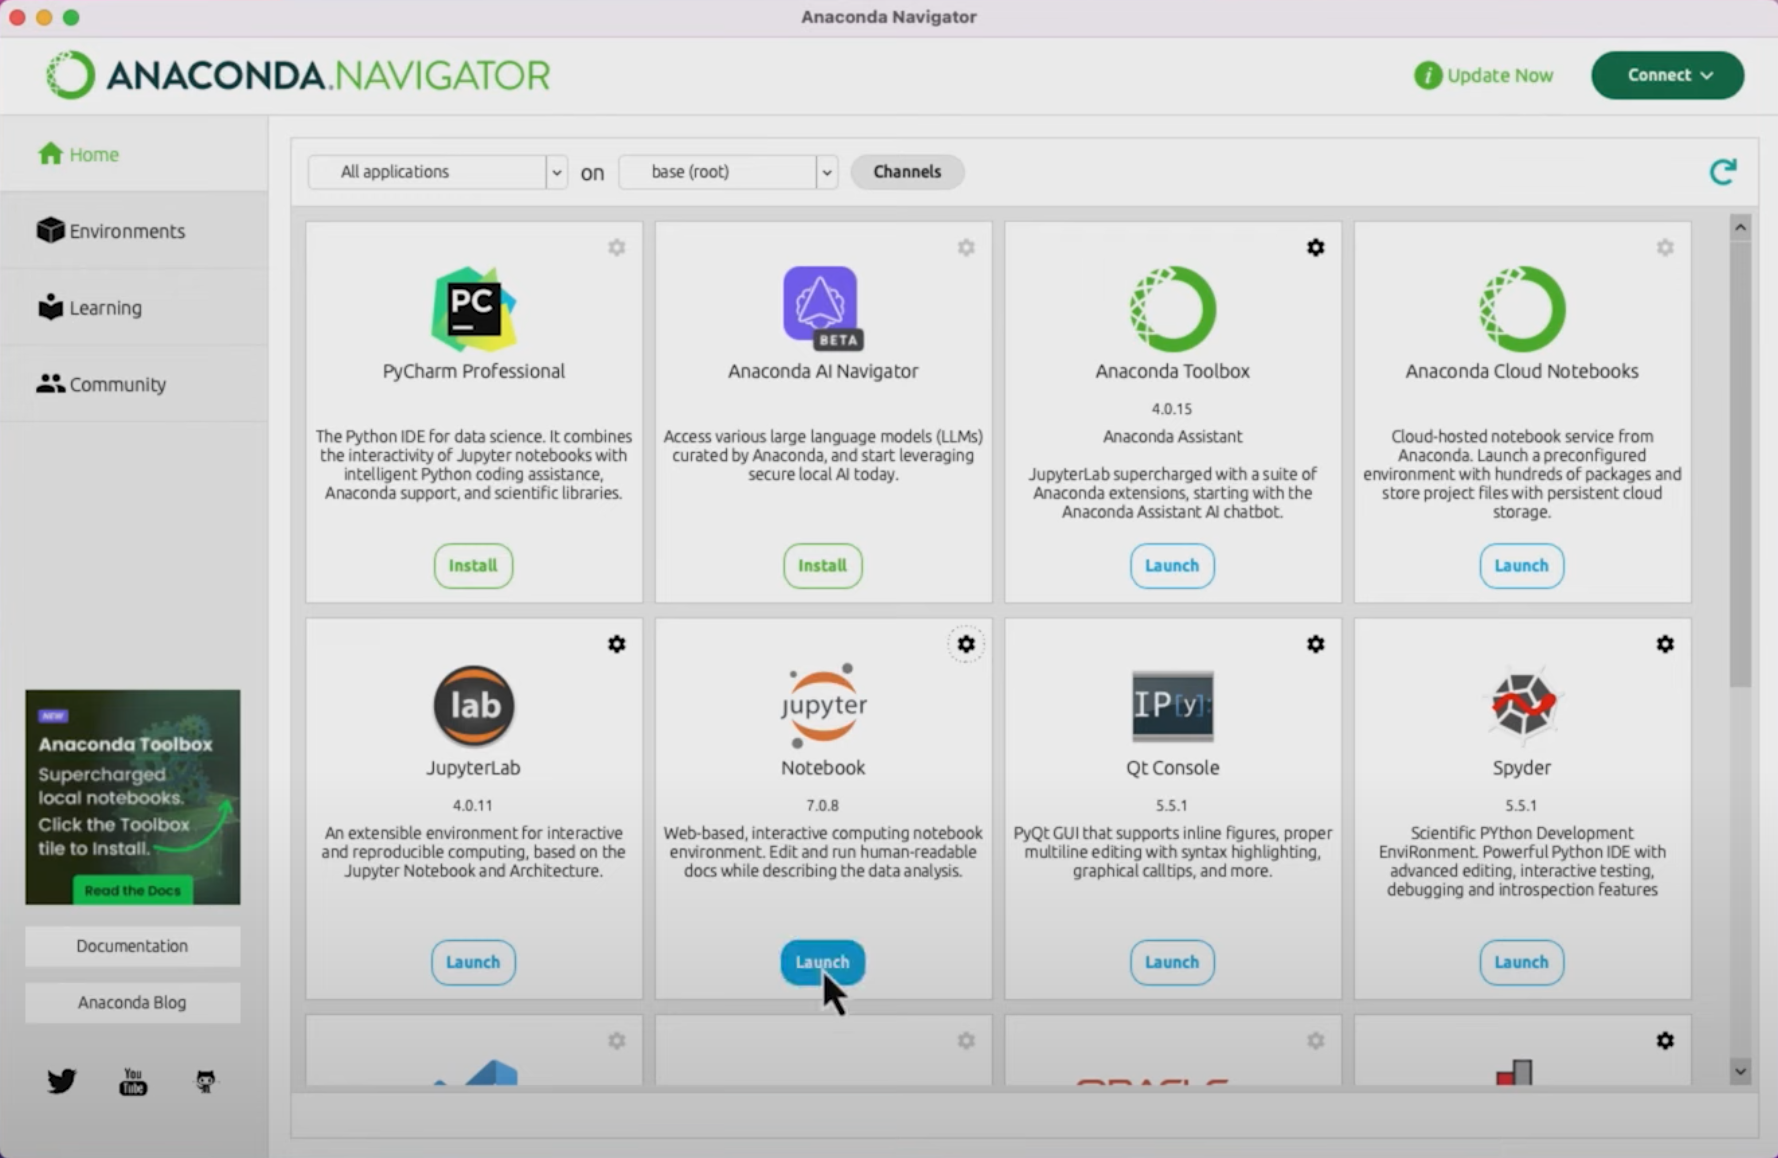 Anaconda Navigator
ANACONDA.NAVIGATOR
i Update Now
Connect
Home
Environments
Learning
Community
All applications
on
base (root)
Channels
PC
PyCharm Professional
The Python IDE for data science. It combines
the interactivity of Jupyter notebooks with
intelligent Python coding assistance,
Anaconda support, and scientific libraries.
Install
BETA
Anaconda AI Navigator
Access various large language models (LLMs)
curated by Anaconda, and start leveraging
secure local AI today.
Install
Anaconda Toolbox
4.0.15
Anaconda Assistant
JupyterLab supercharged with a suite of
Anaconda extensions, starting with the
Anaconda Assistant AI chatbot.
Launch
Anaconda Cloud Notebooks
Cloud-hosted notebook service from
Anaconda. Launch a preconfigured
environment with hundreds of packages and
store project files with persistent cloud
storage.
Launch
lab
JupyterLab
4.0.11
An extensible environment for interactive
and reproducible computing, based on the
Jupyter Notebook and Architecture.
Launch
jupyter
Notebook
7.0.8
Web-based, interactive computing notebook
environment. Edit and run human-readable
docs while describing the data analysis.
Launch
IP[y]:
Qt Console
5.5.1
PyQt GUI that supports inline figures, proper
multiline editing with syntax highlighting,
graphical calltips, and more.
Launch
Spyder
5.5.1
Scientific PYthon Development
EnviRonment. Powerful Python IDE with
advanced editing, interactive testing,
debugging and introspection features
Launch
ORACLE
NEW
Anaconda Toolbox
Supercharged
local notebooks.
Click the Toolbox
tile to Install.
Read the Docs
Documentation
Anaconda Blog
You
Tube